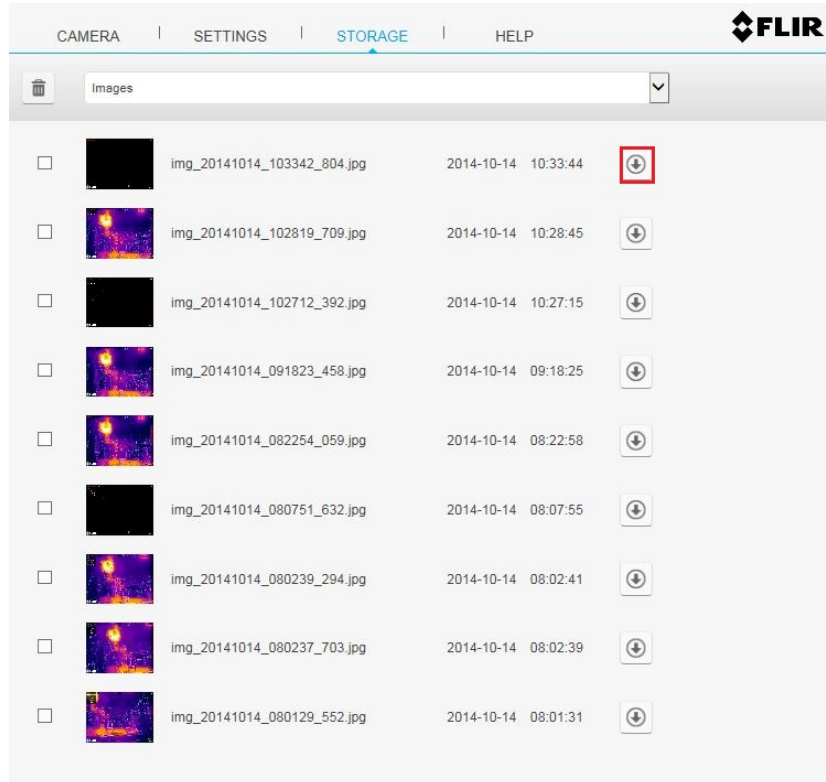 CAMERA | SETTINGS | STORAGE | HELP FLIR
Images
img_20141014_103342_804.jpg 2014-10-14 10:33:44
img_20141014_102819_709.jpg 2014-10-14 10:28:45
img_20141014_102712_392.jpg 2014-10-14 10:27:15
img_20141014_091823_458.jpg 2014-10-14 09:18:25
img_20141014_082254_059.jpg 2014-10-14 08:22:58
img_20141014_080751_632.jpg 2014-10-14 08:07:55
img_20141014_080239_294.jpg 2014-10-14 08:02:41
img_20141014_080237_703.jpg 2014-10-14 08:02:39
img_20141014_080129_552.jpg 2014-10-14 08:01:31